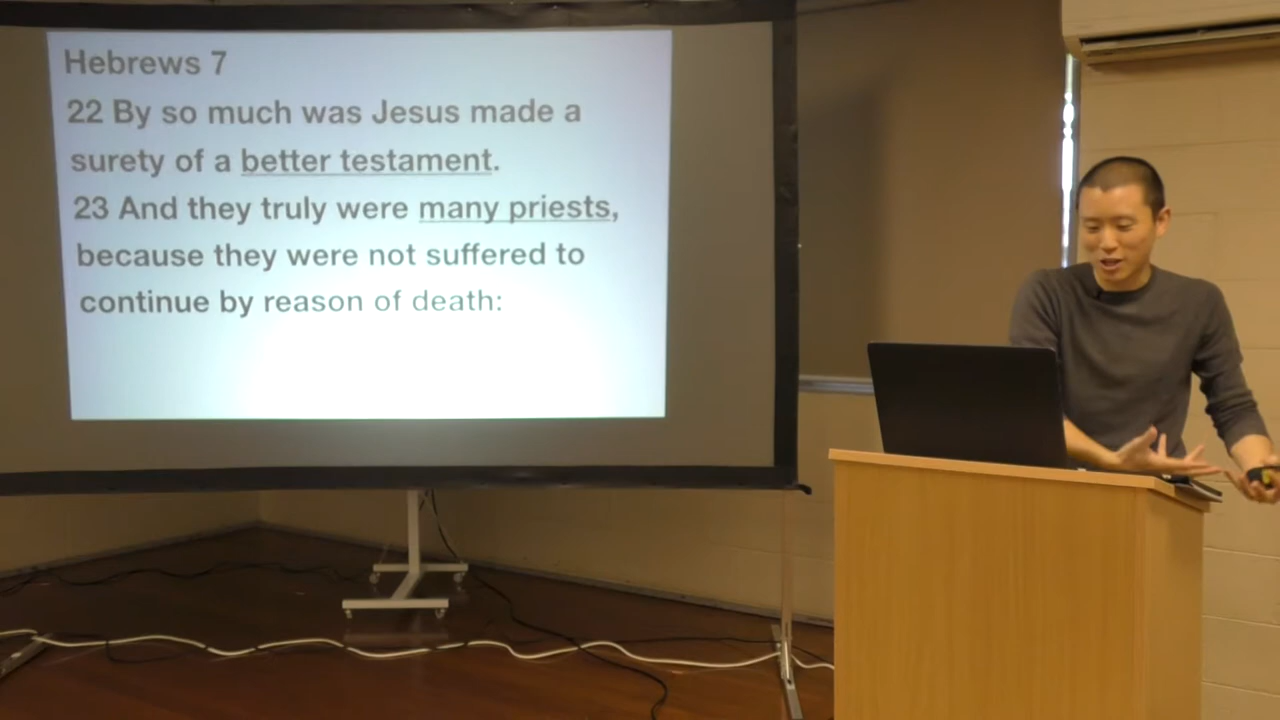 Hebrews 7
22 By so much was Jesus made a
surety of a better testament.
23 And they truly were many priests,
because they were not suffered to
continue by reason of death: